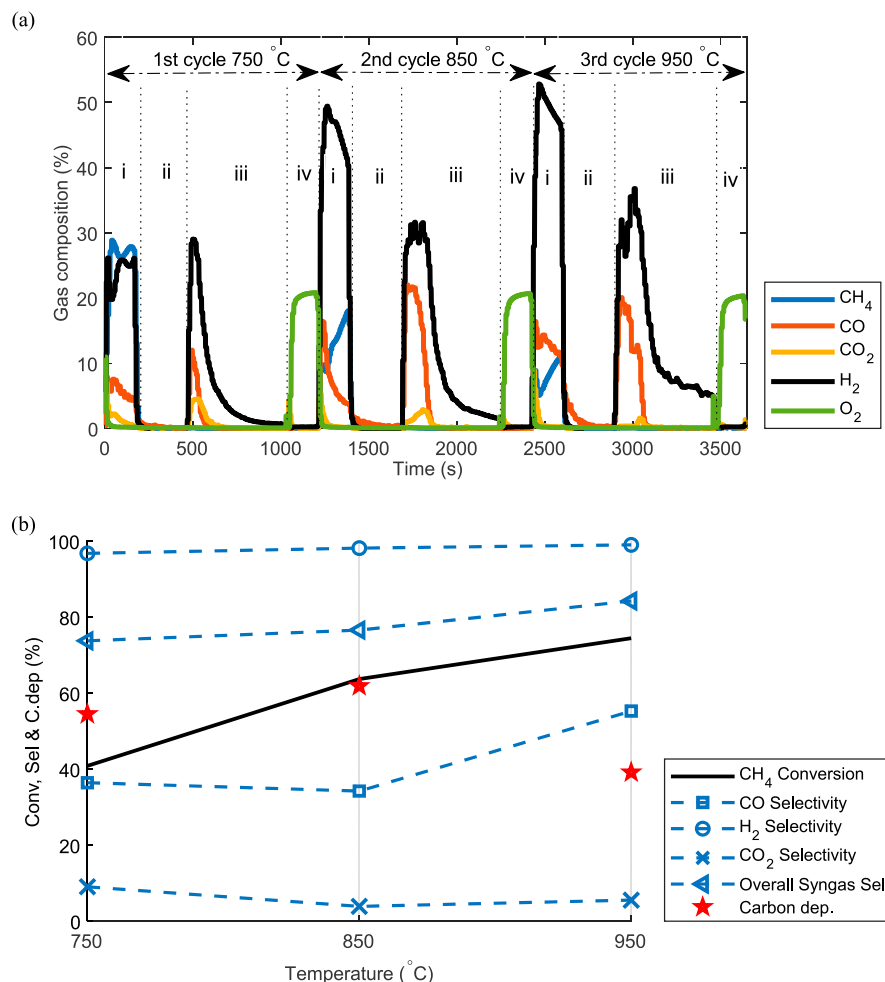 (a)
60
50
40
30
20
10
0
Gas composition (%)
1st cycle 750 °C
2nd cycle 850 °C
3rd cycle 950 °C
i
ii
iii
iv
i
ii
iii
iv
i
ii
iii
iv
0
500
1000
1500
2000
2500
3000
3500
Time (s)
CH4
CO
CO2
H2
O2
(b)
100
80
60
40
20
0
Conv, Sel & C.dep (%)
750
850
950
Temperature (°C)
CH4 Conversion
CO Selectivity
H2 Selectivity
CO2 Selectivity
Overall Syngas Sel
Carbon dep.